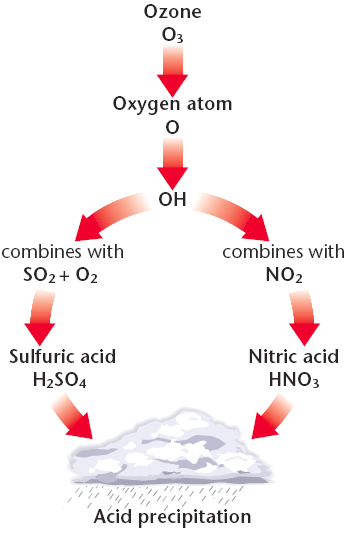 Ozone
O₃
Oxygen atom
O
OH
combines with
SO₂ + O₂
combines with
NO₂
Sulfuric acid
H₂SO₄
Nitric acid
HNO₃
Acid precipitation